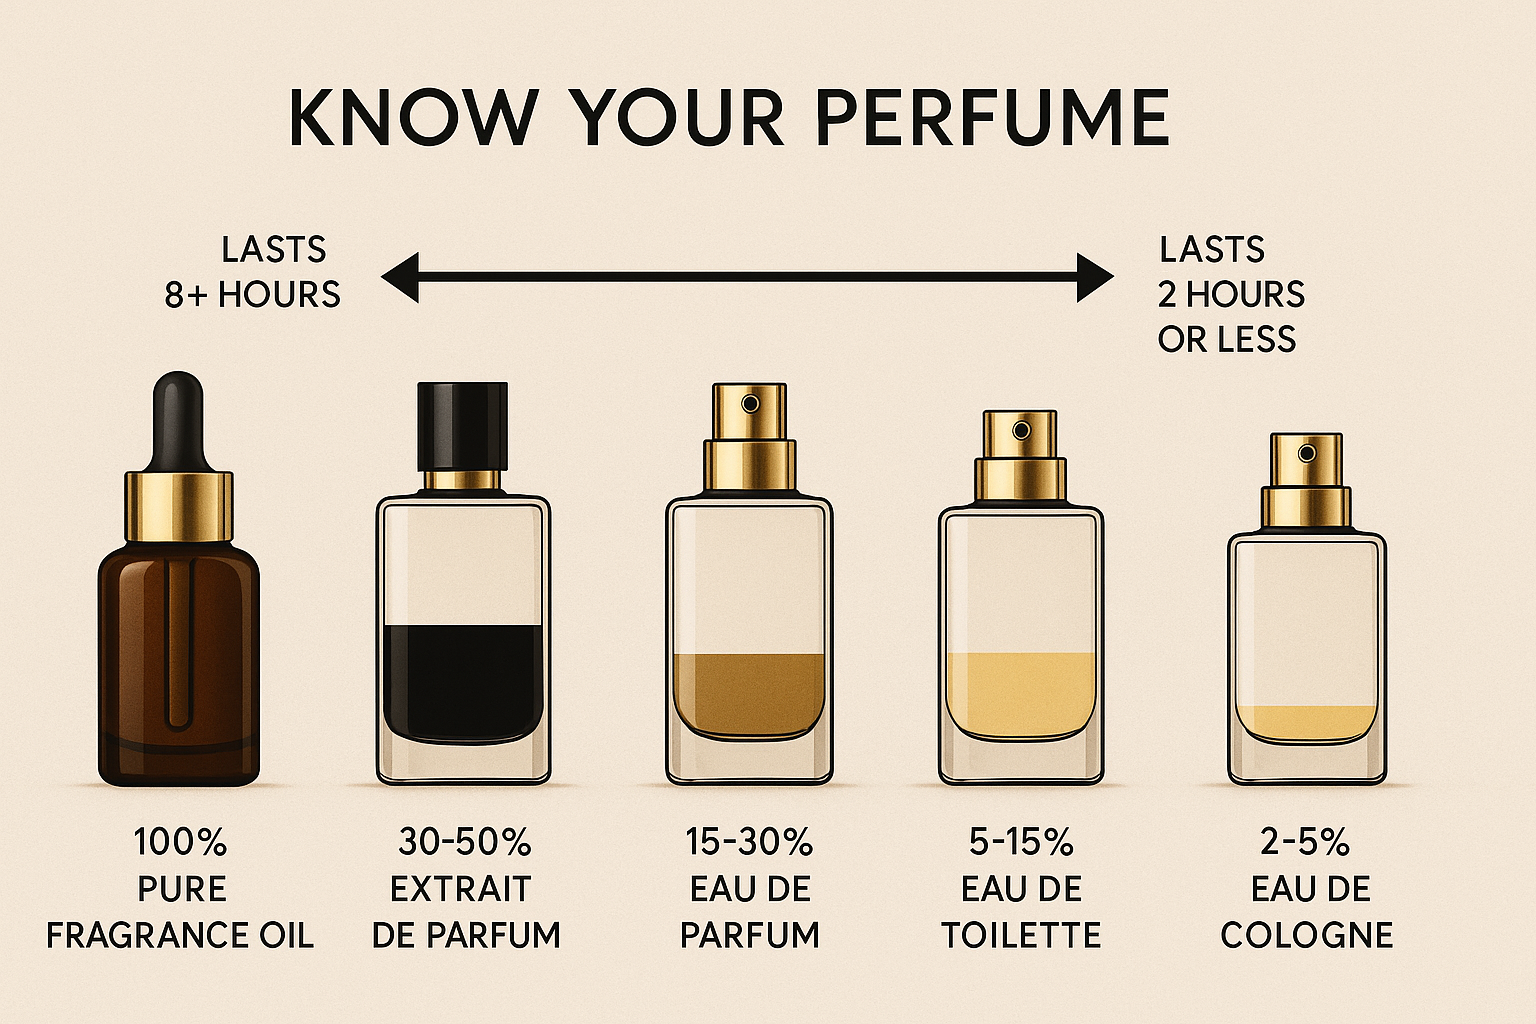 KNOW YOUR PERFUME
LASTS
8+ HOURS
LASTS
2 HOURS
OR LESS
100%
PURE
FRAGRANCE OIL
30-50%
EXTRAIT
DE PARFUM
15-30%
EAU DE
PARFUM
5-15%
EAU DE
TOILETTE
2-5%
EAU DE
COLOGNE